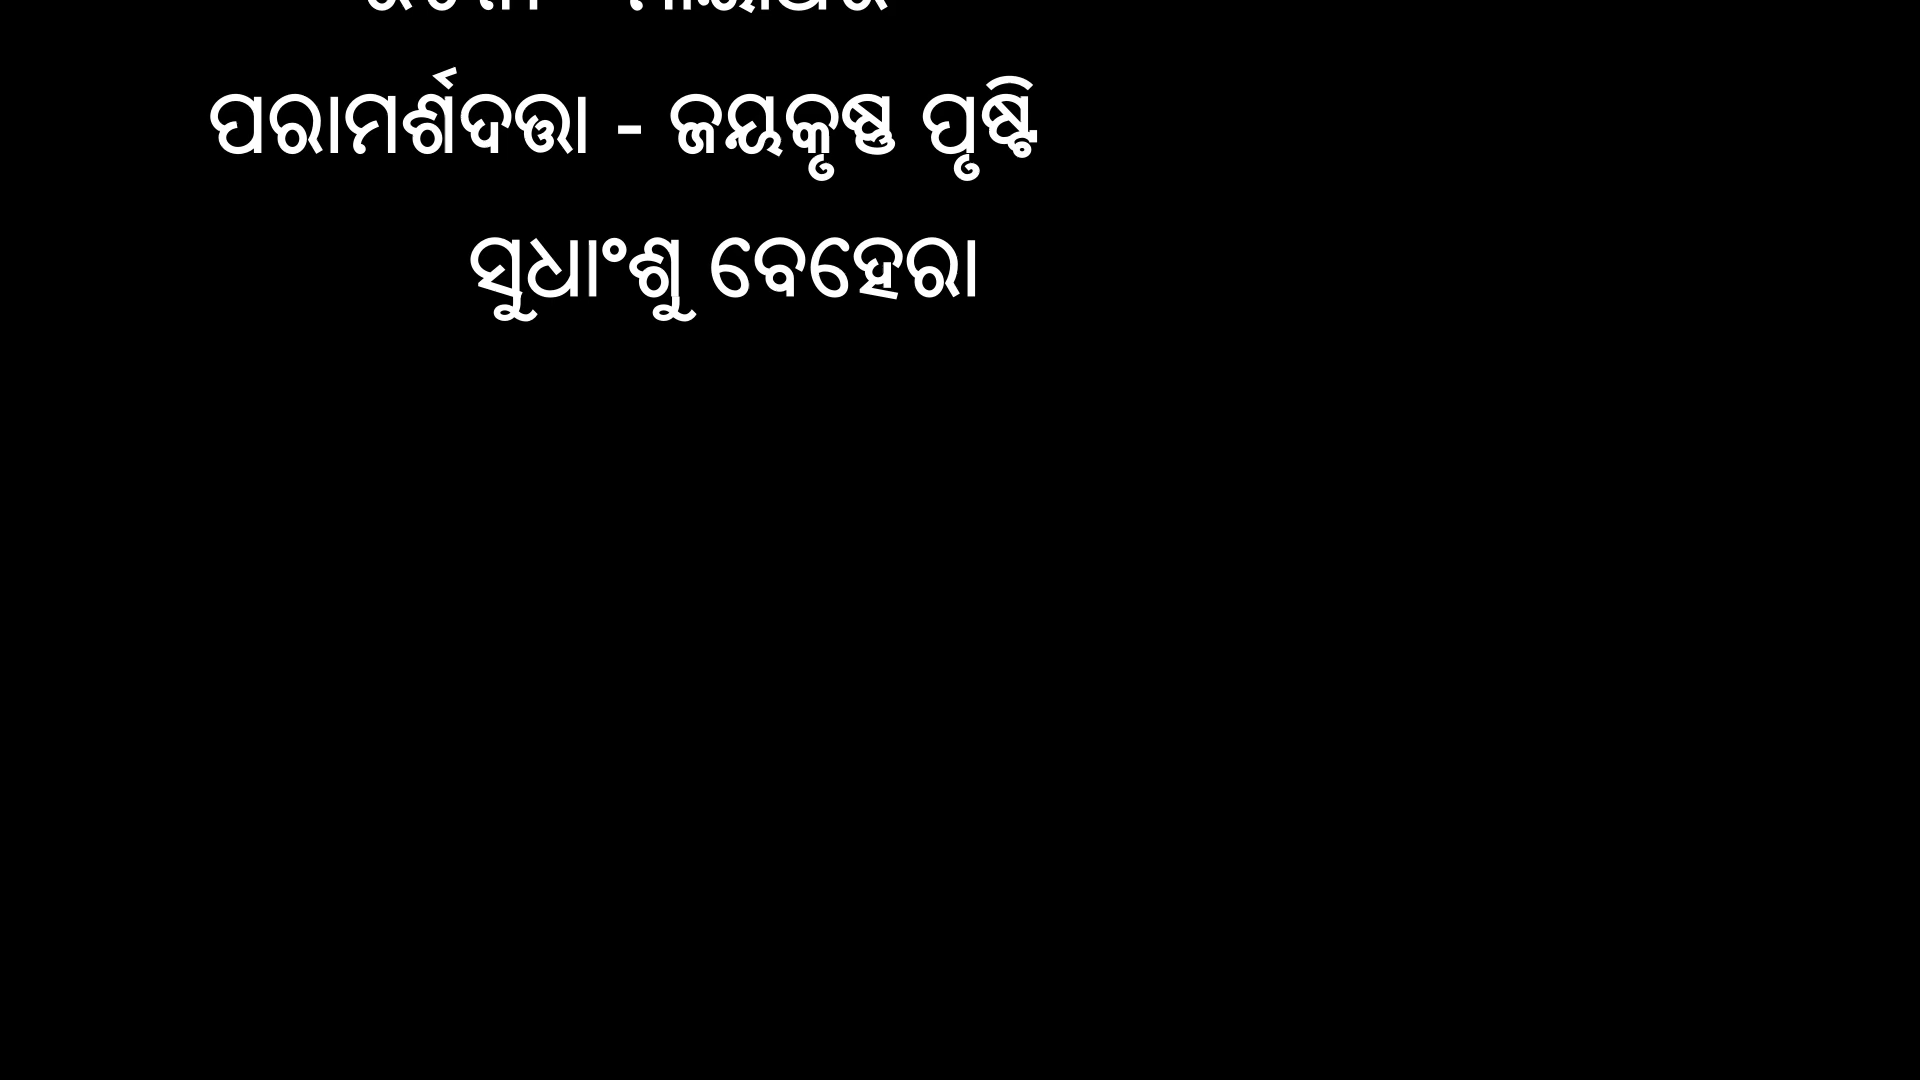 ପରାମର୍ଶଦତ୍ତା - ଜୟକୃଷ୍ଣ ପୃଷ୍ଟି
ସୁଧାଂଶୁ ବେହେରା